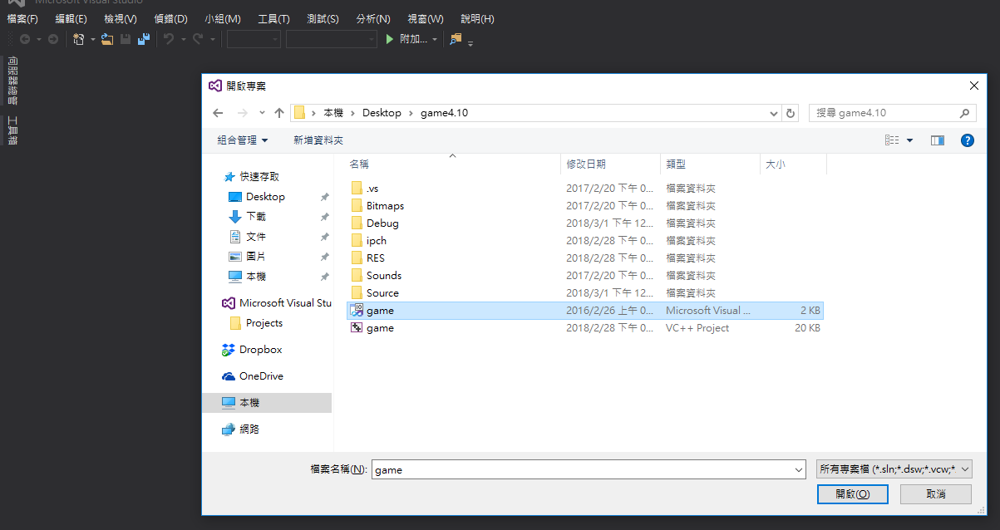 Microsoft Visual Studio
檔案(F) 編輯(E) 檢視(V) 偵錯(D) 小組(M) 工具(T) 測試(S) 分析(N) 視窗(W) 說明(H)
附加...
伺服器總管
工具箱
開啟專案
本機 > Desktop > game4.10
搜尋 game4.10
組合管理 新增資料夾
名稱 修改日期 類型 大小
快速存取
Desktop
下載
文件
圖片
本機
Microsoft Visual Stu
Projects
Dropbox
OneDrive
本機
網路
.vs 2017/2/20 下午 0... 檔案資料夾
Bitmaps 2017/2/20 下午 0... 檔案資料夾
Debug 2018/3/1 下午 12... 檔案資料夾
ipch 2018/2/28 下午 0... 檔案資料夾
RES 2018/2/28 下午 0... 檔案資料夾
Sounds 2017/2/20 下午 0... 檔案資料夾
Source 2018/3/1 下午 12... 檔案資料夾
game 2016/2/26 上午 0... Microsoft Visual ... 2 KB
game 2018/2/28 下午 0... VC++ Project 20 KB
檔案名稱(N): game 所有專案檔 (*.sln;*.dsw;*.vcw;*.
開啟(O) 取消